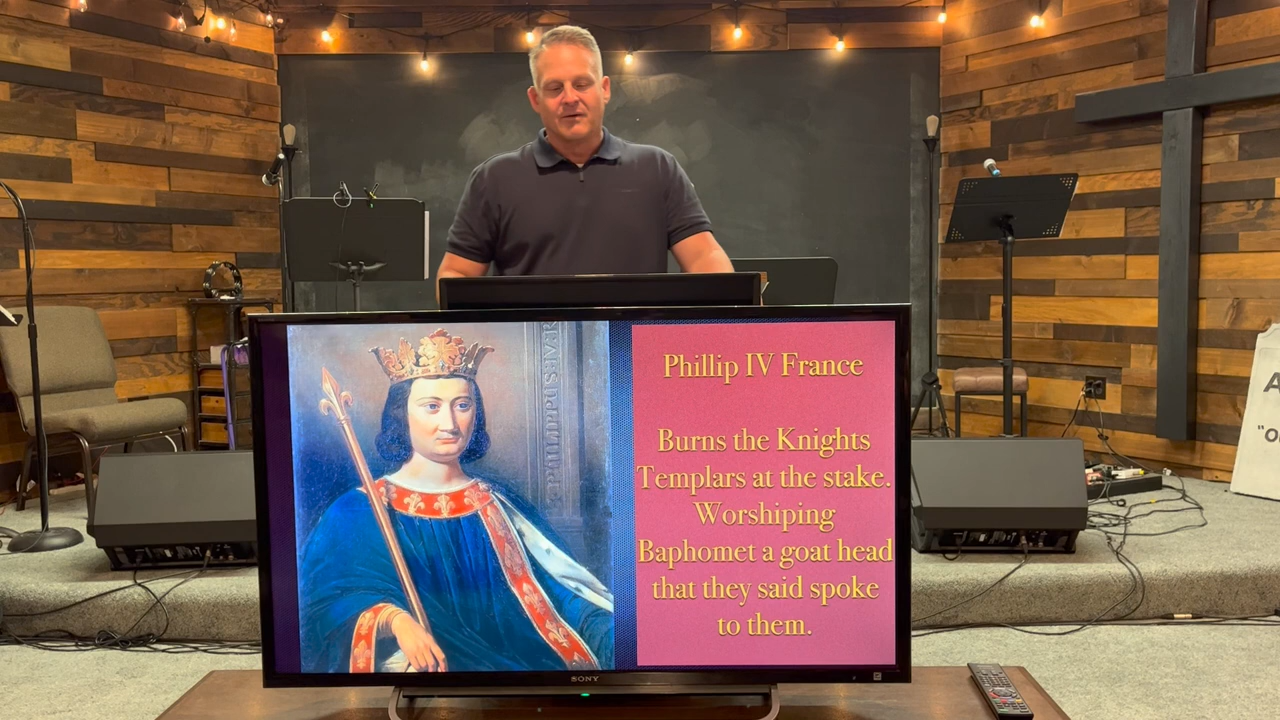 Phillip IV France
Burns the Knights
Templars at the stake.
Worshiping
Baphomet a goat head
that they said spoke
to them.
SONY